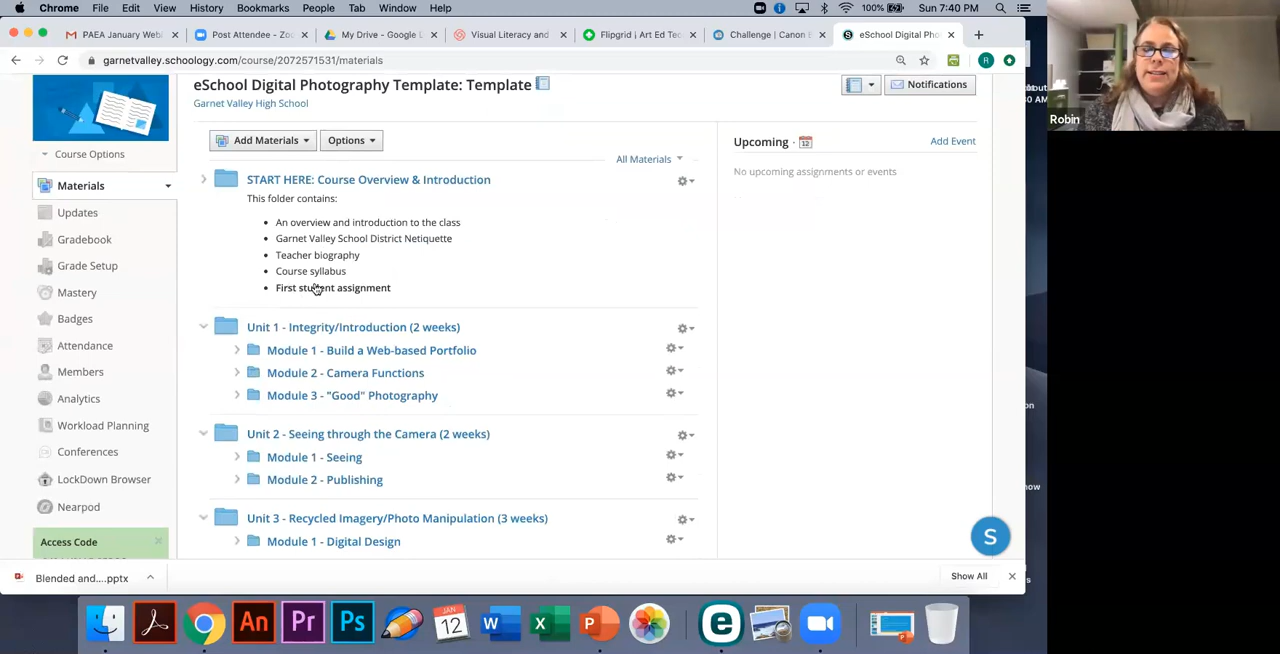 Chrome File Edit View History Bookmarks People Tab Window Help 100% Sun 7:40 PM
PAEA January Web Post Attendee - Zoo My Drive - Google Visual Literacy and Flipgrid | Art Ed Te Challenge | Canon E eSchool Digital Pho
garnetvalley.schoology.com/course/2072571531/materials
R
eSchool Digital Photography Template: Template
Notifications
Garnet Valley High School
Add Materials Options
Upcoming · 12 Add Event
Course Options
All Materials
No upcoming assignments or events
Materials
Updates
Gradebook
Grade Setup
Mastery
Badges
Attendance
Members
Analytics
Workload Planning
Conferences
LockDown Browser
Nearpod
Access Code
START HERE: Course Overview & Introduction
This folder contains:
An overview and introduction to the class
Garnet Valley School District Netiquette
Teacher biography
Course syllabus
First student assignment
Unit 1 - Integrity/Introduction (2 weeks)
Module 1 - Build a Web-based Portfolio
Module 2 - Camera Functions
Module 3 - "Good" Photography
Unit 2 - Seeing through the Camera (2 weeks)
Module 1 - Seeing
Module 2 - Publishing
Unit 3 - Recycled Imagery/Photo Manipulation (3 weeks)
Module 1 - Digital Design
S
Blended and....pptx
Show All
An Pr Ps JAN 12 W X P e
Robin